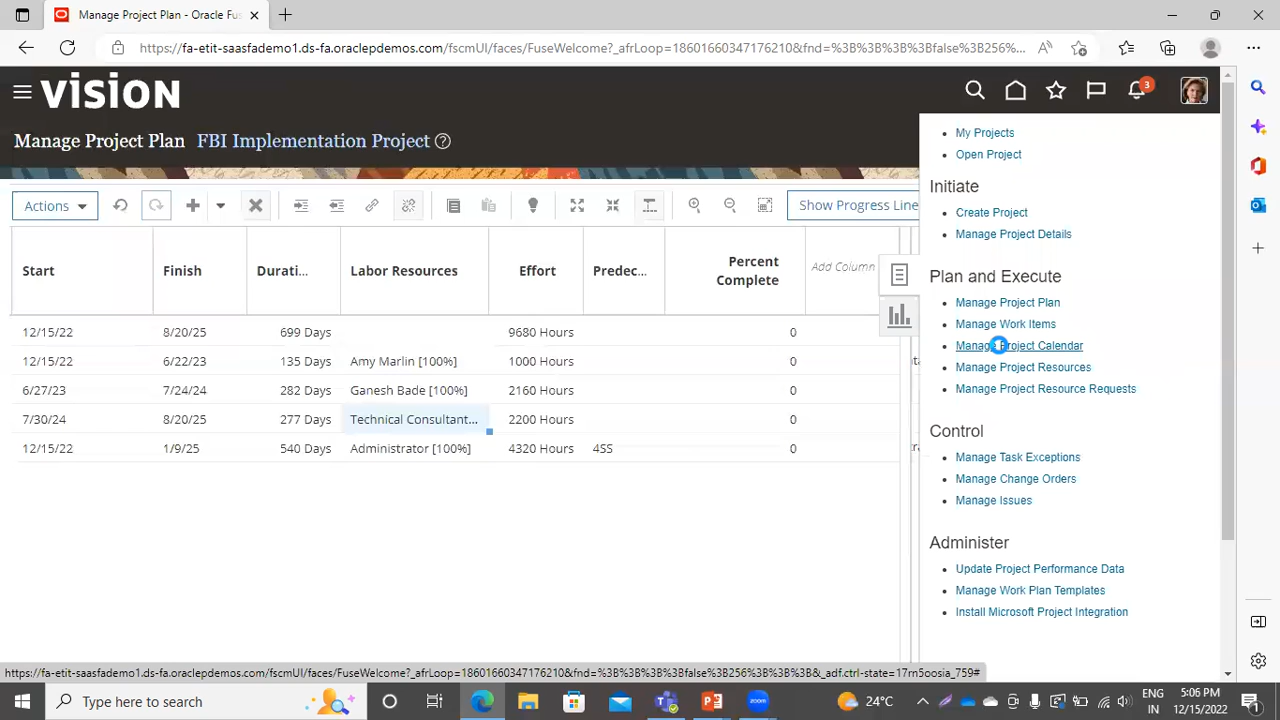 Manage Project Plan - Oracle Fus
https://fa-etit-saasfademo1.ds-fa.oraclepdemos.com/fscmUI/faces/FuseWelcome?_afrLoop=18601660347176210&fnd=%3B%3B%3B%3Bfalse%3B256%3B...
vision
3
Manage Project Plan FBI Implementation Project ?
My Projects
Open Project
Initiate
Create Project
Manage Project Details
Plan and Execute
Manage Project Plan
Manage Work Items
Manage Project Calendar
Manage Project Resources
Manage Project Resource Requests
Control
Manage Task Exceptions
Manage Change Orders
Manage Issues
Administer
Update Project Performance Data
Manage Work Plan Templates
Install Microsoft Project Integration
Actions
Show Progress Line
Start Finish Durati... Labor Resources Effort Predec... Percent Complete Add Column
12/15/22 8/20/25 699 Days 9680 Hours 0
12/15/22 6/22/23 135 Days Amy Marlin [100%] 1000 Hours 0
6/27/23 7/24/24 282 Days Ganesh Bade [100%] 2160 Hours 0
7/30/24 8/20/25 277 Days Technical Consultant... 2200 Hours 0
12/15/22 1/9/25 540 Days Administrator [100%] 4320 Hours 4SS 0
https://fa-etit-saasfademo1.ds-fa.oraclepdemos.com/fscmUI/faces/FuseWelcome?_afrLoop=18601660347176210&fnd=%3B%3B%3B%3Bfalse%3B256%3B%3B%3B&_adf.ctrl-state=17rn5oosia_759#
Type here to search
24°C
ENG
IN
5:06 PM
12/15/2022
1